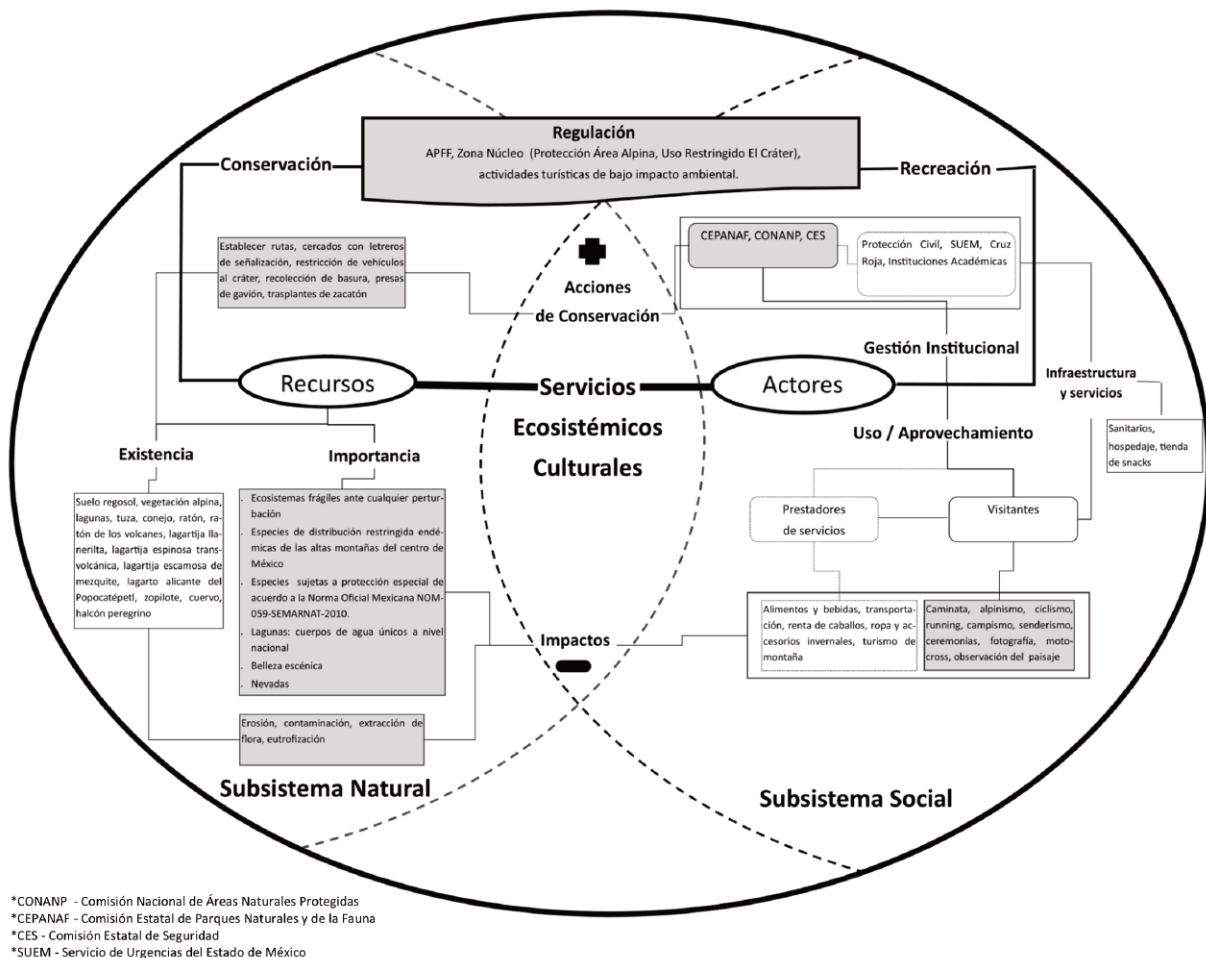 Regulación
APFF, Zona Núcleo (Protección Área Alpina, Uso Restringido El Cráter),
actividades turísticas de bajo impacto ambiental.
Conservación
Recreación
Establecer rutas, cercados con letreros
de señalización, restricción de vehículos
al cráter, recolección de basura, presas
de gavión, trasplantes de zacatón
Acciones
de Conservación
CEPANAF, CONANP, CES
Protección Civil, SUEM, Cruz
Roja, Instituciones Académicas
Gestión Institucional
Infraestructura
y servicios
Sanitarios,
hospedaje, tienda
de snacks
Recursos
Servicios
Ecosistémicos
Culturales
Actores
Uso / Aprovechamiento
Existencia
Importancia
Suelo regosol, vegetación alpina,
lagunas, tuza, conejo, ratón, ra-
tón de los volcanes, lagartija lla-
nerilta, lagartija espinosa trans-
volcánica, lagartija escamosa de
mezquite, lagarto alicante del
Popocatépetl, zopilote, cuervo,
halcón peregrino
. Ecosistemas frágiles ante cualquier pertur-
bación
. Especies de distribución restringida endé-
micas de las altas montañas del centro de
México
. Especies sujetas a protección especial de
acuerdo a la Norma Oficial Mexicana NOM-
059-SEMARNAT-2010.
. Lagunas: cuerpos de agua únicos a nivel
nacional
. Belleza escénica
. Nevadas
Prestadores
de servicios
Visitantes
Impactos
Alimentos y bebidas, transporta-
ción, renta de caballos, ropa y ac-
cesorios invernales, turismo de
montaña
Caminata, alpinismo, ciclismo,
running, campismo, senderismo,
ceremonias, fotografía, moto-
cross, observación del paisaje
Erosión, contaminación, extracción de
flora, eutrofización
Subsistema Natural
Subsistema Social
*CONANP - Comisión Nacional de Áreas Naturales Protegidas
*CEPANAF - Comisión Estatal de Parques Naturales y de la Fauna
*CES - Comisión Estatal de Seguridad
*SUEM - Servicio de Urgencias del Estado de México